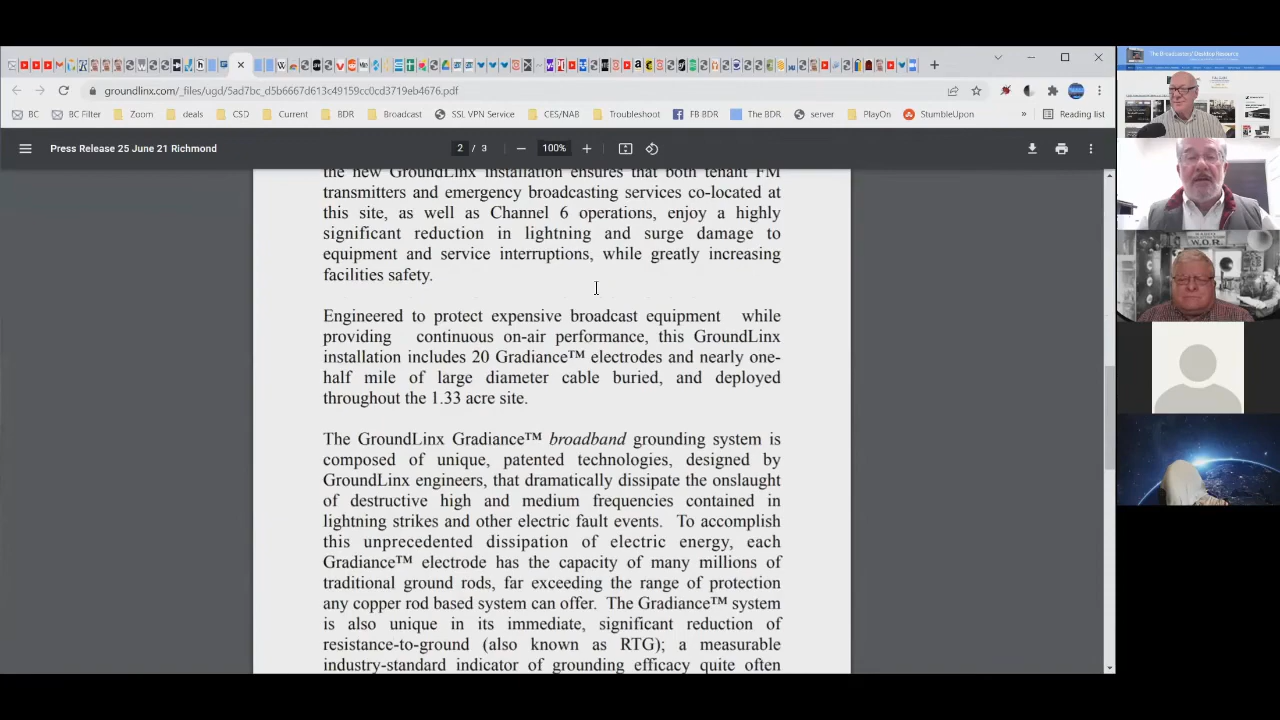 The Broadcasters' Desktop Resource
groundlinx.com/_files/ugd/5ad7bc_d5b6667d613c49159cc0cd3719eb4676.pdf
BC
BC Filter
Zoom
deals
CSD
Current
BDR
Broadcast
SSL VPN Service
CES/NAB
Troubleshoot
FB BDR
The BDR
server
PlayOn
StumbleUpon
»
Reading list
Press Release 25 June 21 Richmond
2 / 3
100%
the new GroundLinx installation ensures that both tenant FM
transmitters and emergency broadcasting services co-located at
this site, as well as Channel 6 operations, enjoy a highly
significant reduction in lightning and surge damage to
equipment and service interruptions, while greatly increasing
facilities safety.
Engineered to protect expensive broadcast equipment while
providing continuous on-air performance, this GroundLinx
installation includes 20 Gradiance™ electrodes and nearly one-
half mile of large diameter cable buried, and deployed
throughout the 1.33 acre site.
The GroundLinx Gradiance™ broadband grounding system is
composed of unique, patented technologies, designed by
GroundLinx engineers, that dramatically dissipate the onslaught
of destructive high and medium frequencies contained in
lightning strikes and other electric fault events. To accomplish
this unprecedented dissipation of electric energy, each
Gradiance™ electrode has the capacity of many millions of
traditional ground rods, far exceeding the range of protection
any copper rod based system can offer. The Gradiance™ system
is also unique in its immediate, significant reduction of
resistance-to-ground (also known as RTG); a measurable
industry-standard indicator of grounding efficacy quite often
W.O.R.